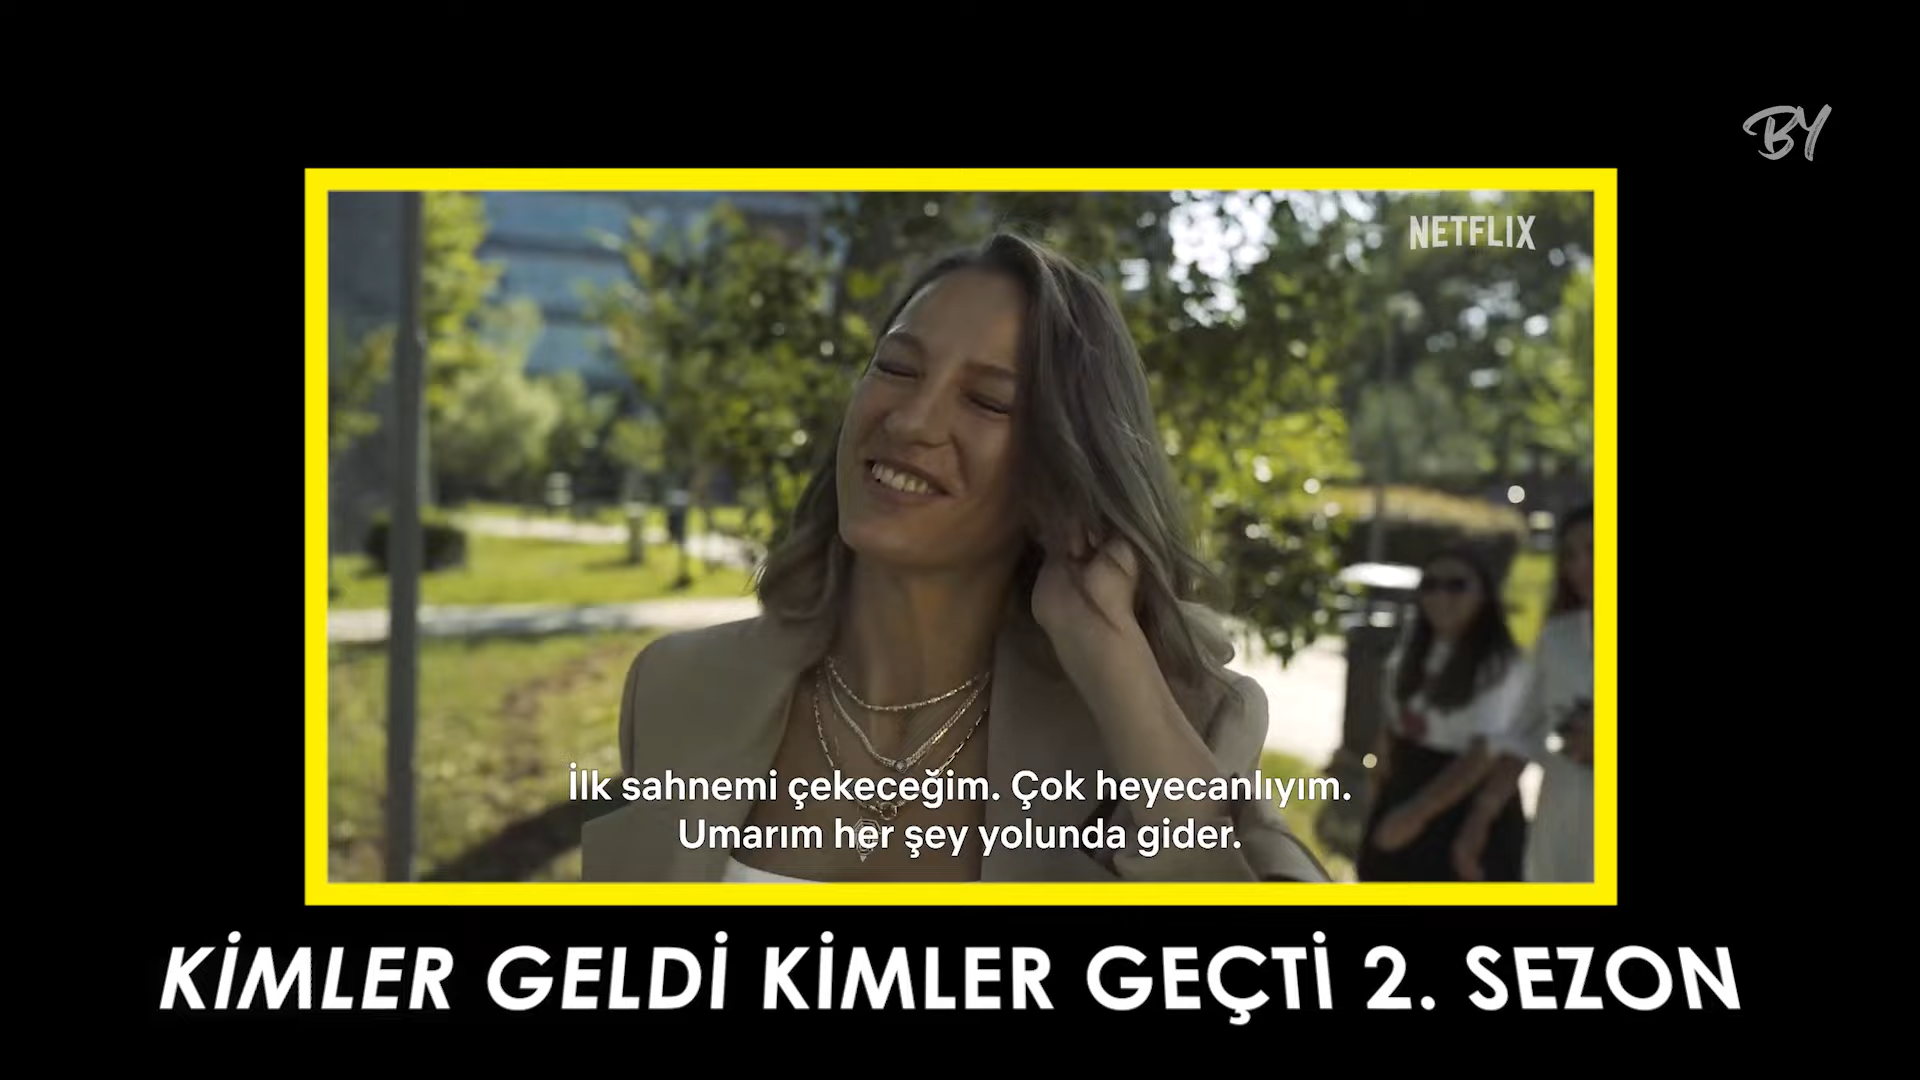 BY
NETFLIX
İlk sahnemi çekeceğim. Çok heyecanlıyım.
Umarım her şey yolunda gider.
KİMLER GELDİ KİMLER GEÇTİ 2. SEZON